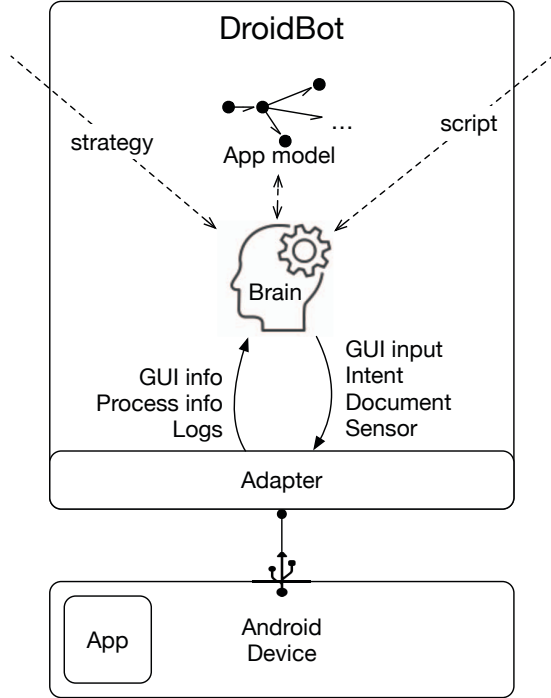 DroidBot
strategy
script
...
App model
Brain
GUI info
Process info
Logs
GUI input
Intent
Document
Sensor
Adapter
App
Android
Device